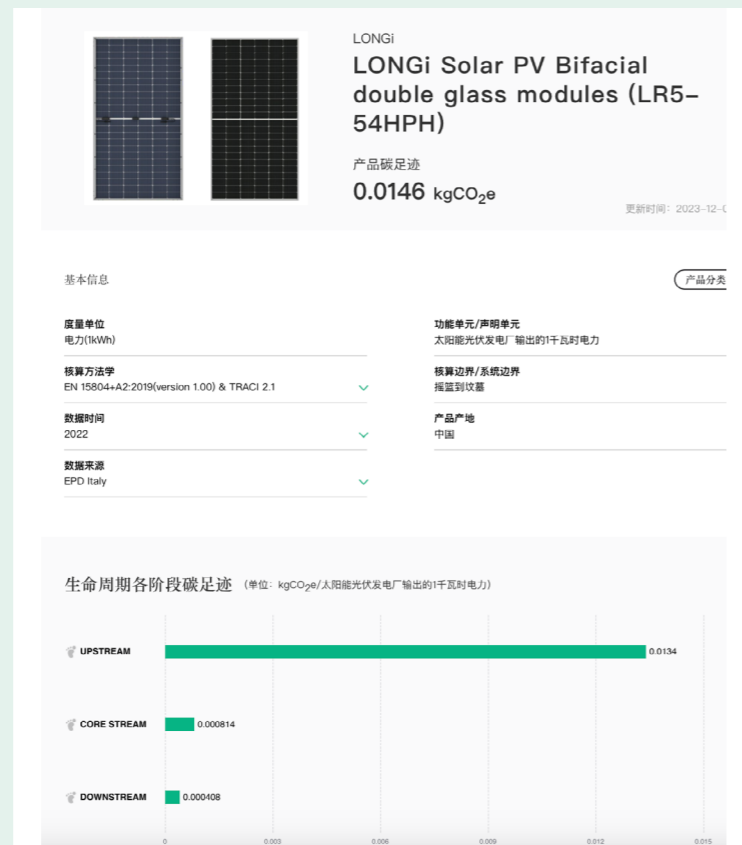 LONGi
LONGi Solar PV Bifacial
double glass modules (LR5-
54HPH)
产品碳足迹
0.0146 kgCO₂e
更新时间：2023-12-0
基本信息
产品分类
度量单位
电力(1kWh)
功能单元/声明单元
太阳能光伏发电厂输出的1千瓦时电力
核算方法学
EN 15804+A2:2019(version 1.00) & TRACI 2.1
核算边界/系统边界
摇篮到坟墓
数据时间
2022
产品产地
中国
数据来源
EPD Italy
生命周期各阶段碳足迹 （单位：kgCO₂e/太阳能光伏发电厂输出的1千瓦时电力）
UPSTREAM 0.0134
CORE STREAM 0.000814
DOWNSTREAM 0.000408
0 0.003 0.006 0.009 0.012 0.015